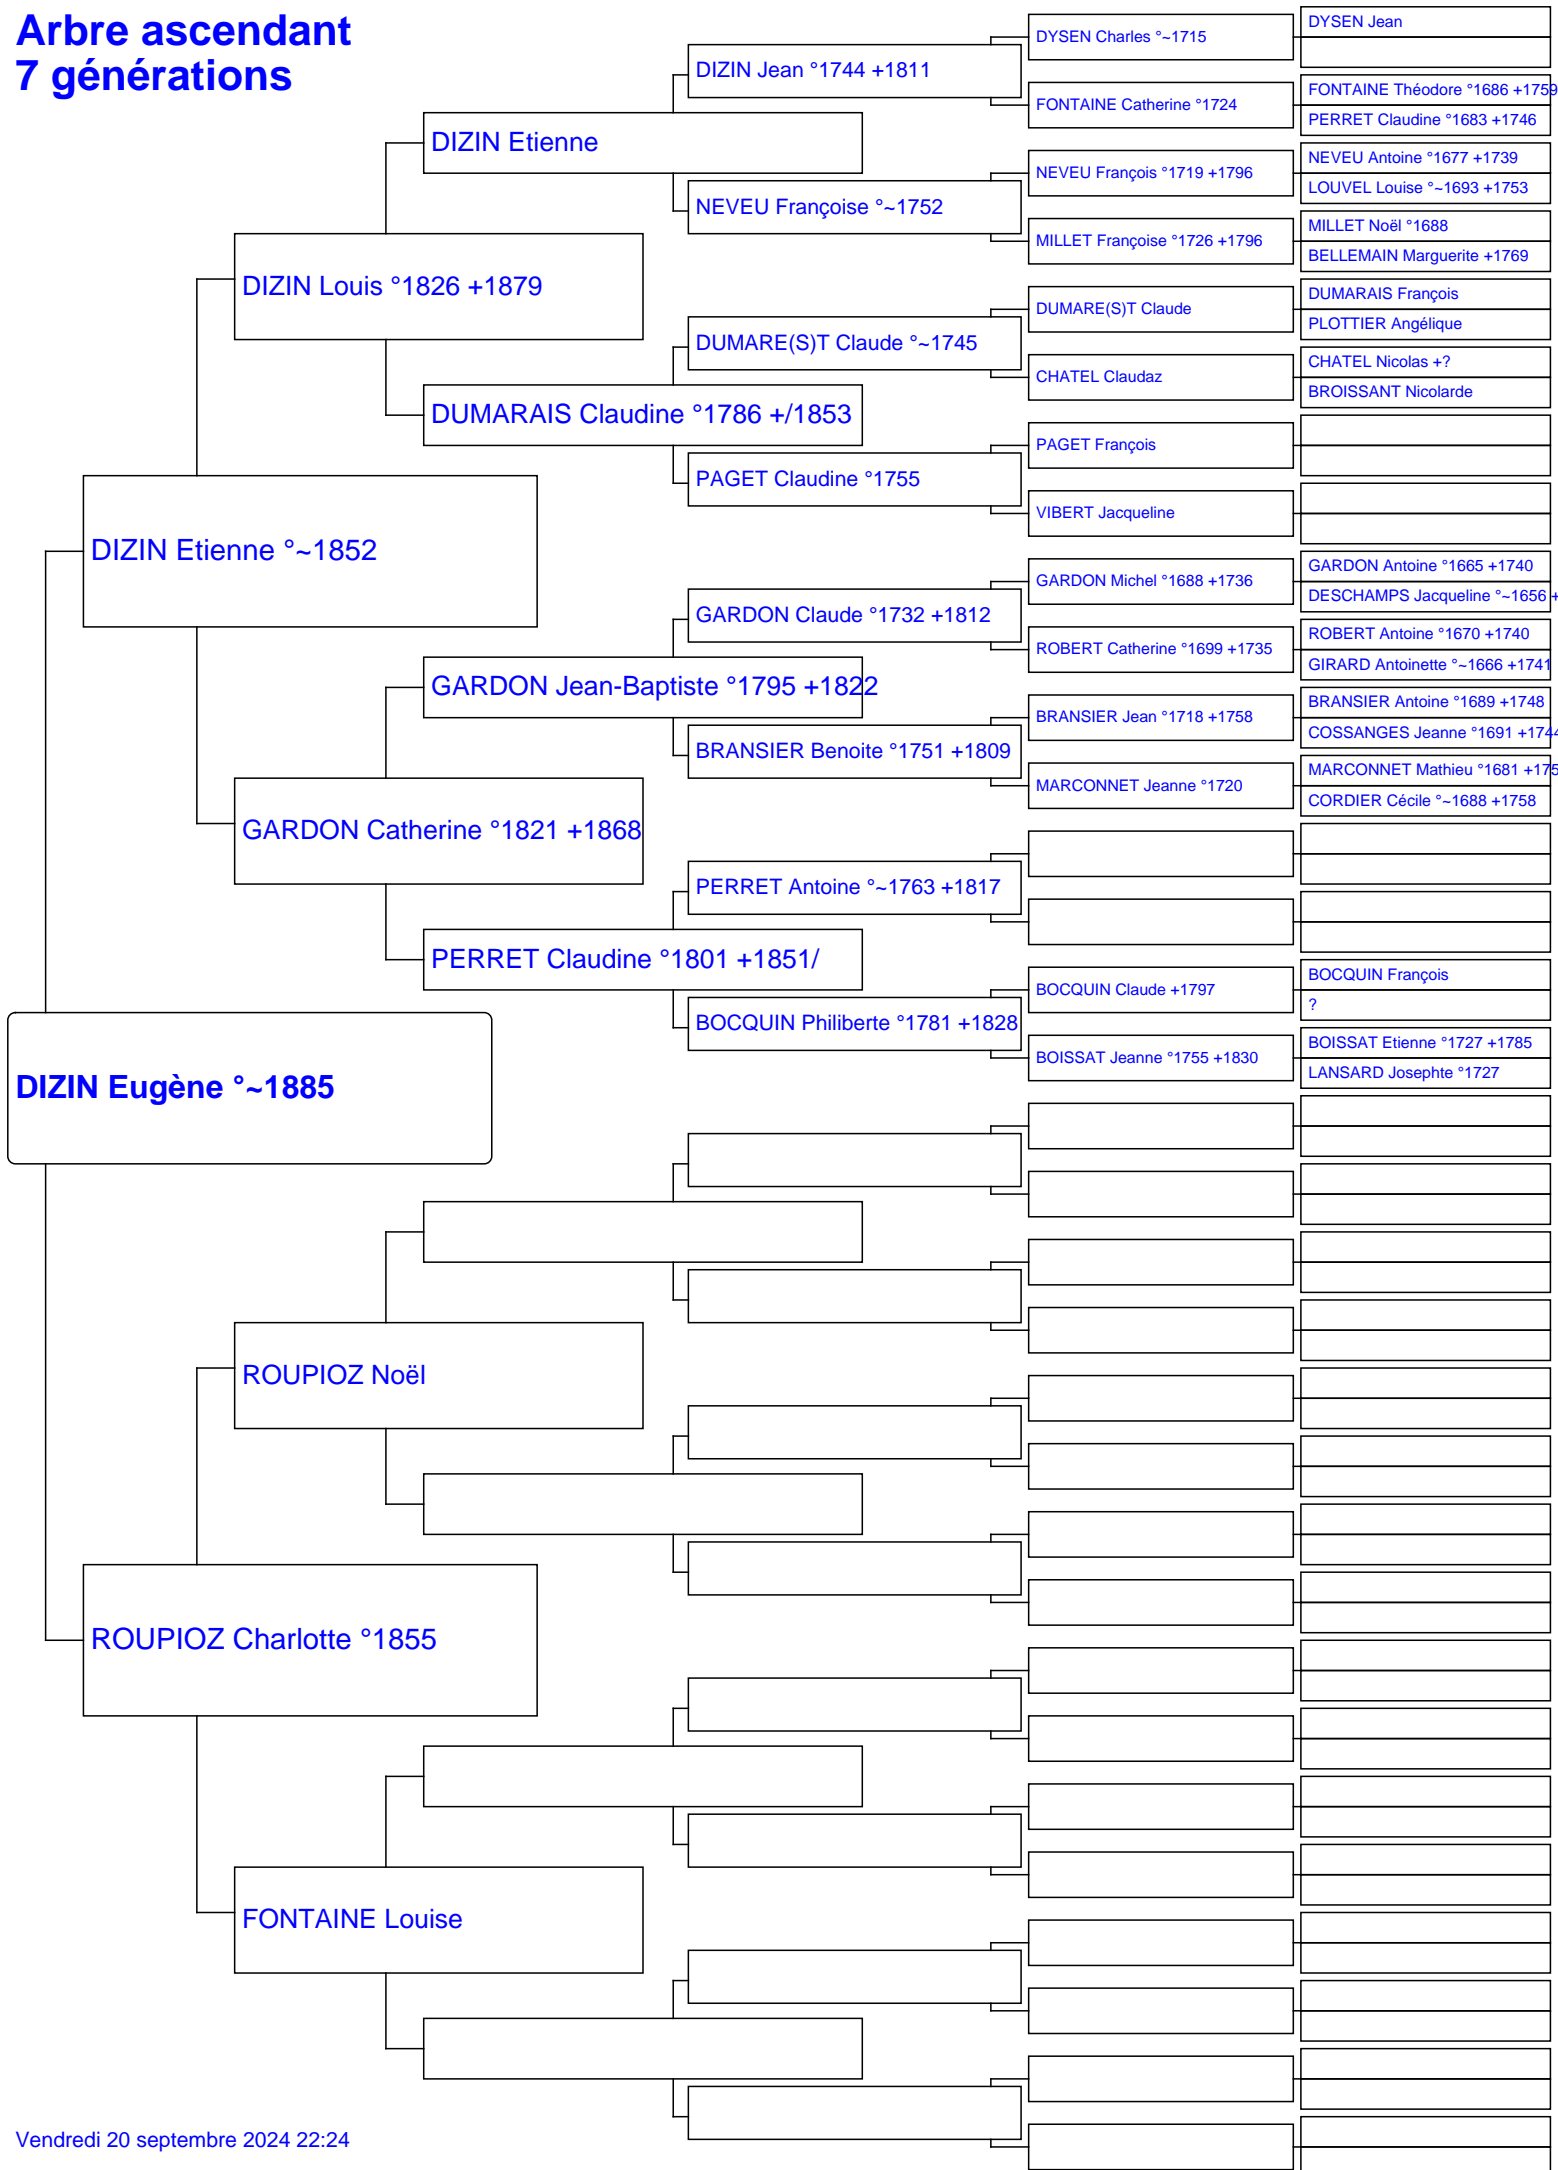 Arbre ascendant
7 générations
DIZIN Eugène °~1885
DIZIN Etienne °~1852
ROUPIOZ Charlotte °1855
DIZIN Louis °1826 +1879
GARDON Catherine °1821 +1868
ROUPIOZ Noël
FONTAINE Louise
DIZIN Etienne
DUMARAIS Claudine °1786 +/1853
GARDON Jean-Baptiste °1795 +1822
PERRET Claudine °1801 +1851/
DIZIN Jean °1744 +1811
NEVEU Françoise °~1752
DUMARE(S)T Claude °~1745
PAGET Claudine °1755
GARDON Claude °1732 +1812
BRANSIER Benoite °1751 +1809
PERRET Antoine °~1763 +1817
BOCQUIN Philiberte °1781 +1828
DYSEN Charles °~1715
FONTAINE Catherine °1724
NEVEU François °1719 +1796
MILLET Françoise °1726 +1796
DUMARE(S)T Claude
CHATEL Claudaz
PAGET François
VIBERT Jacqueline
GARDON Michel °1688 +1736
ROBERT Catherine °1699 +1735
BRANSIER Jean °1718 +1758
MARCONNET Jeanne °1720
BOCQUIN Claude +1797
BOISSAT Jeanne °1755 +1830
DYSEN Jean
FONTAINE Théodore °1686 +1759
PERRET Claudine °1683 +1746
NEVEU Antoine °1677 +1739
LOUVEL Louise °~1693 +1753
MILLET Noël °1688
BELLEMAIN Marguerite +1769
DUMARAIS François
PLOTTIER Angélique
CHATEL Nicolas +?
BROISSANT Nicolarde
GARDON Antoine °1665 +1740
DESCHAMPS Jacqueline °~1656 +
ROBERT Antoine °1670 +1740
GIRARD Antoinette °~1666 +1741
BRANSIER Antoine °1689 +1748
COSSANGES Jeanne °1691 +1744
MARCONNET Mathieu °1681 +175
CORDIER Cécile °~1688 +1758
BOCQUIN François
?
BOISSAT Etienne °1727 +1785
LANSARD Josephte °1727
Vendredi 20 septembre 2024 22:24